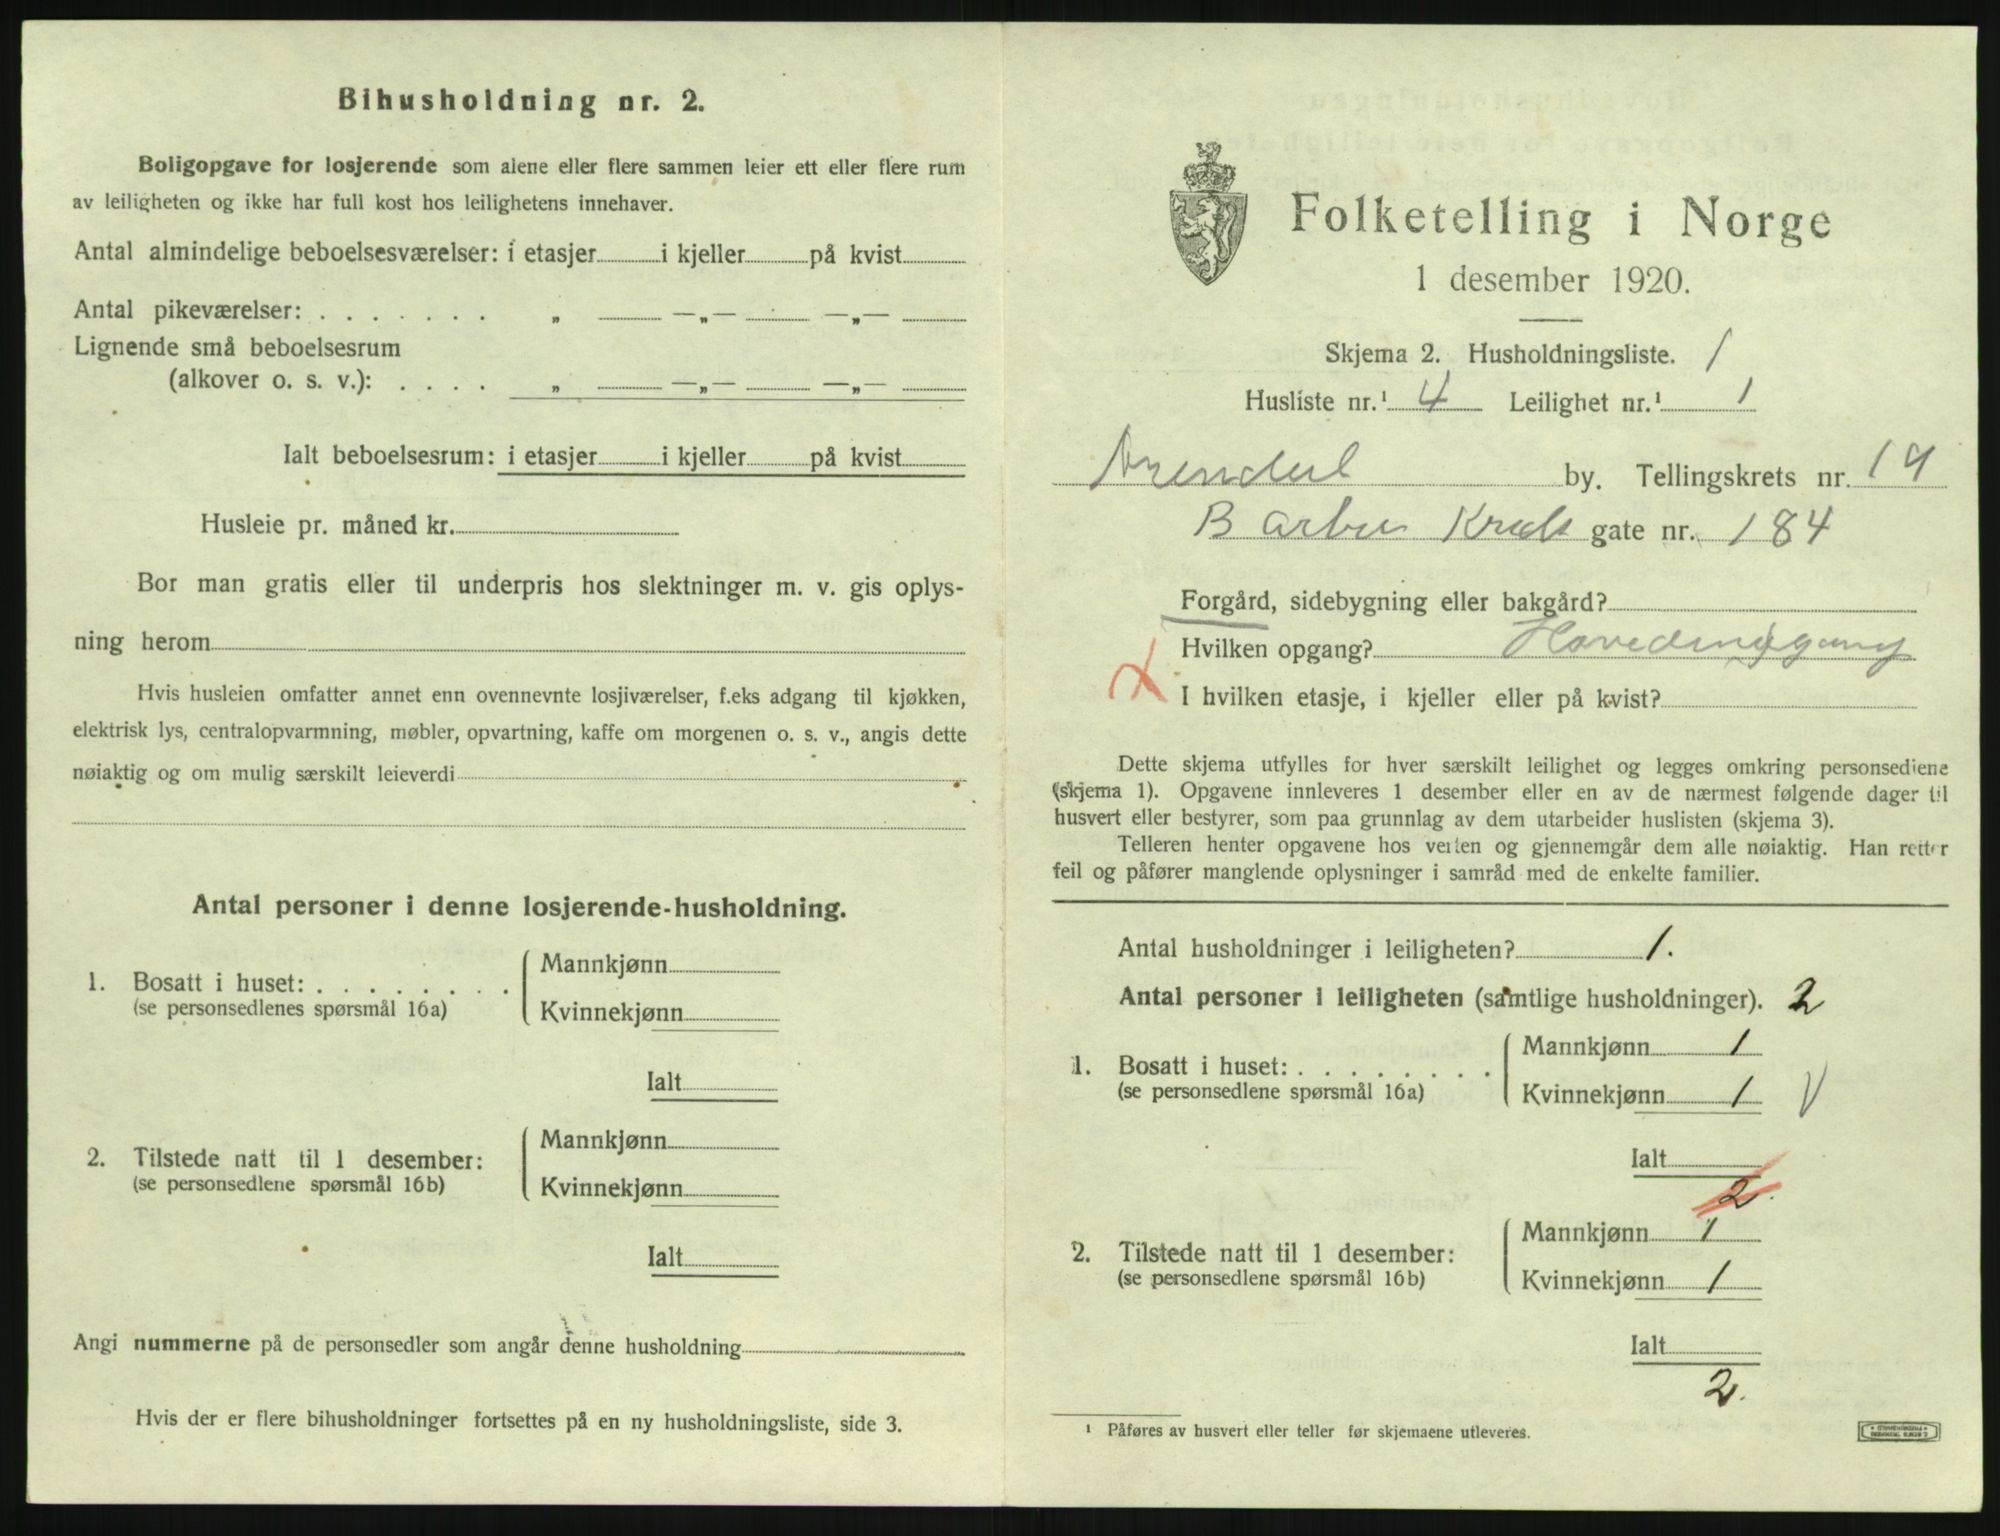 Bihusholdning nr. 2.
Boligopgave for losjerende som alene eller flere sammen leier ett eller flere rum
av leiligheten og ikke har full kost hos leilighetens innehaver.
Antal almindelige beboelsesværelser: i etasjer i kjeller på kvist
Antal pikeværelser: . . . . . . . „ —„— —„—
Lignende små beboelsesrum
(alkover o. s. v.): . . . . „ —„— —„—
Ialt beboelsesrum: i etasjer i kjeller på kvist
Husleie pr. måned kr.
Bor man gratis eller til underpris hos slektninger m. v. gis oplys-
ning herom
Hvis husleien omfatter annet enn ovennevnte losjiværelser, f.eks adgang til kjøkken,
elektrisk lys, centralopvarmning, møbler, opvartning, kaffe om morgenen o. s. v., angis dette
nøiaktig og om mulig særskilt leieverdi
Antal personer i denne losjerende-husholdning.
1. Bosatt i huset: . . . . . . . . Mannkjønn
(se personsedlenes spørsmål 16a) Kvinnekjønn
Ialt
2. Tilstede natt til 1 desember: Mannkjønn
(se personsedlene spørsmål 16b) Kvinnekjønn
Ialt
Angi nummerne på de personsedler som angår denne husholdning
Hvis der er flere bihusholdninger fortsettes på en ny husholdningsliste, side 3.
Folketelling i Norge
1 desember 1920.
Skjema 2. Husholdningsliste. 1
Husliste nr.¹ 4 Leilighet nr.¹ 1
Arendal by. Tellingskrets nr. 19
Barbu Kreds gate nr. 184
Forgård, sidebygning eller bakgård?
Hvilken opgang? Hovedindgang
I hvilken etasje, i kjeller eller på kvist?
Dette skjema utfylles for hver særskilt leilighet og legges omkring personsedlene
(skjema 1). Opgavene innleveres 1 desember eller en av de nærmest følgende dager til
husvert eller bestyrer, som paa grunnlag av dem utarbeider huslisten (skjema 3).
Telleren henter opgavene hos verten og gjennemgår dem alle nøiaktig. Han retter
feil og påfører manglende oplysninger i samråd med de enkelte familier.
Antal husholdninger i leiligheten? 1.
Antal personer i leiligheten (samtlige husholdninger). 2
1. Bosatt i huset: . . . . . . . . Mannkjønn 1
(se personsedlene spørsmål 16a) Kvinnekjønn 1
Ialt
2.
2. Tilstede natt til 1 desember: Mannkjønn 1
(se personsedlene spørsmål 16b) Kvinnekjønn 1
Ialt
2.
¹ Påføres av husvert eller teller før skjemaene utleveres.